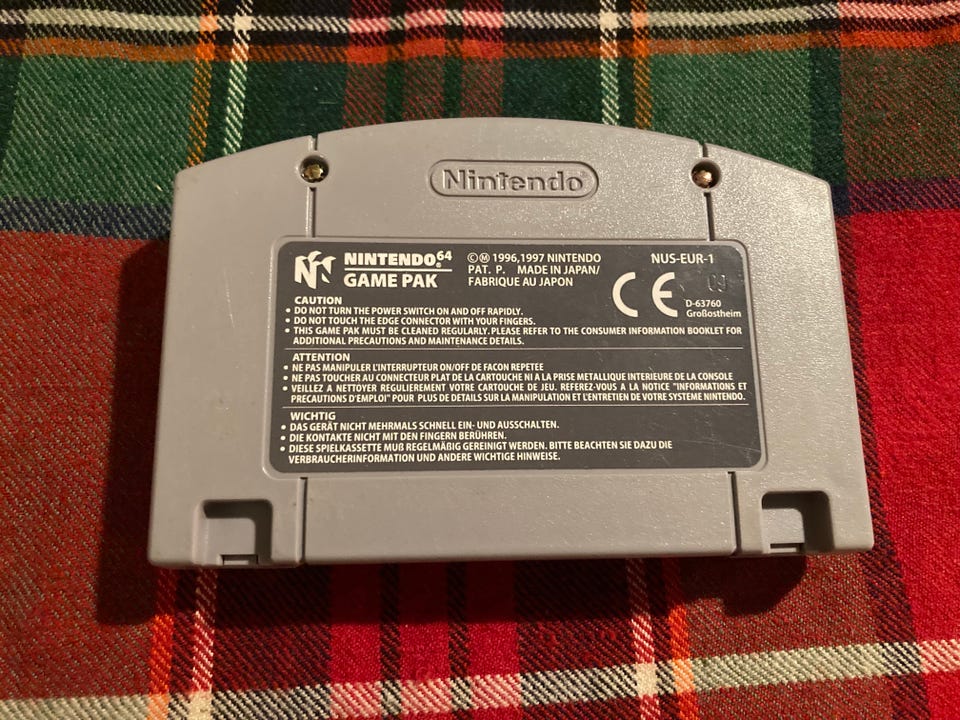 Nintendo®
NINTENDO64®
GAME PAK
©Ⓜ 1996,1997 NINTENDO
PAT. P. MADE IN JAPAN/
FABRIQUE AU JAPON
NUS-EUR-1
CE
09
D-63760
Großostheim
CAUTION
• DO NOT TURN THE POWER SWITCH ON AND OFF RAPIDLY.
• DO NOT TOUCH THE EDGE CONNECTOR WITH YOUR FINGERS.
• THIS GAME PAK MUST BE CLEANED REGULARLY. PLEASE REFER TO THE CONSUMER INFORMATION BOOKLET FOR
ADDITIONAL PRECAUTIONS AND MAINTENANCE DETAILS.
ATTENTION
• NE PAS MANIPULER L'INTERRUPTEUR ON/OFF DE FACON REPETEE
• NE PAS TOUCHER AU CONNECTEUR PLAT DE LA CARTOUCHE NI A LA PRISE METALLIQUE INTERIEURE DE LA CONSOLE
• VEILLEZ A NETTOYER REGULIEREMENT VOTRE CARTOUCHE DE JEU. REFEREZ-VOUS A LA NOTICE "INFORMATIONS ET
PRECAUTIONS D'EMPLOI" POUR PLUS DE DETAILS SUR LA MANIPULATION ET L'ENTRETIEN DE VOTRE SYSTEME NINTENDO.
WICHTIG
• DAS GERÄT NICHT MEHRMALS SCHNELL EIN- UND AUSSCHALTEN.
• DIE KONTAKTE NICHT MIT DEN FINGERN BERÜHREN.
• DIESE SPIELKASSETTE MUß REGELMÄßIG GEREINIGT WERDEN. BITTE BEACHTEN SIE DAZU DIE
VERBRAUCHERINFORMATION UND ANDERE WICHTIGE HINWEISE.